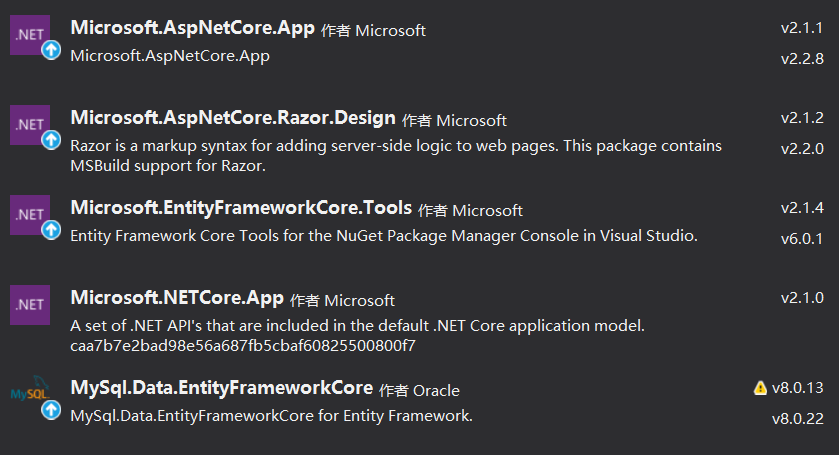 .NET
Microsoft.AspNetCore.App 作者 Microsoft v2.1.1
Microsoft.AspNetCore.App v2.2.8
.NET
Microsoft.AspNetCore.Razor.Design 作者 Microsoft v2.1.2
Razor is a markup syntax for adding server-side logic to web pages. This package contains v2.2.0
MSBuild support for Razor.
.NET
Microsoft.EntityFrameworkCore.Tools 作者 Microsoft v2.1.4
Entity Framework Core Tools for the NuGet Package Manager Console in Visual Studio. v6.0.1
.NET
Microsoft.NETCore.App 作者 Microsoft v2.1.0
A set of .NET API's that are included in the default .NET Core application model.
caa7b7e2bad98e56a687fb5cbaf60825500800f7
MySQL
MySql.Data.EntityFrameworkCore 作者 Oracle v8.0.13
MySql.Data.EntityFrameworkCore for Entity Framework. v8.0.22